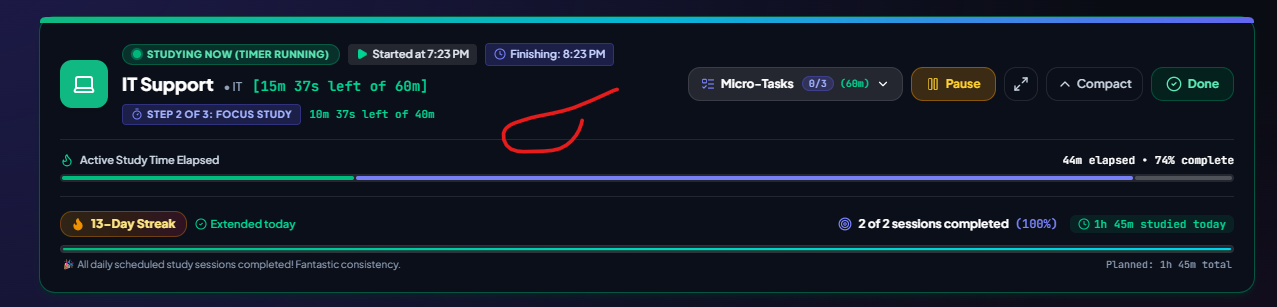 STUDYING NOW (TIMER RUNNING) Started at 7:23 PM Finishing: 8:23 PM
IT Support • IT [15m 37s left of 60m]
Micro-Tasks 0/3 (60m) Pause Compact Done
STEP 2 OF 3: FOCUS STUDY 10m 37s left of 40m
Active Study Time Elapsed 44m elapsed • 74% complete
13-Day Streak Extended today 2 of 2 sessions completed (100%) 1h 45m studied today
🎉 All daily scheduled study sessions completed! Fantastic consistency. Planned: 1h 45m total